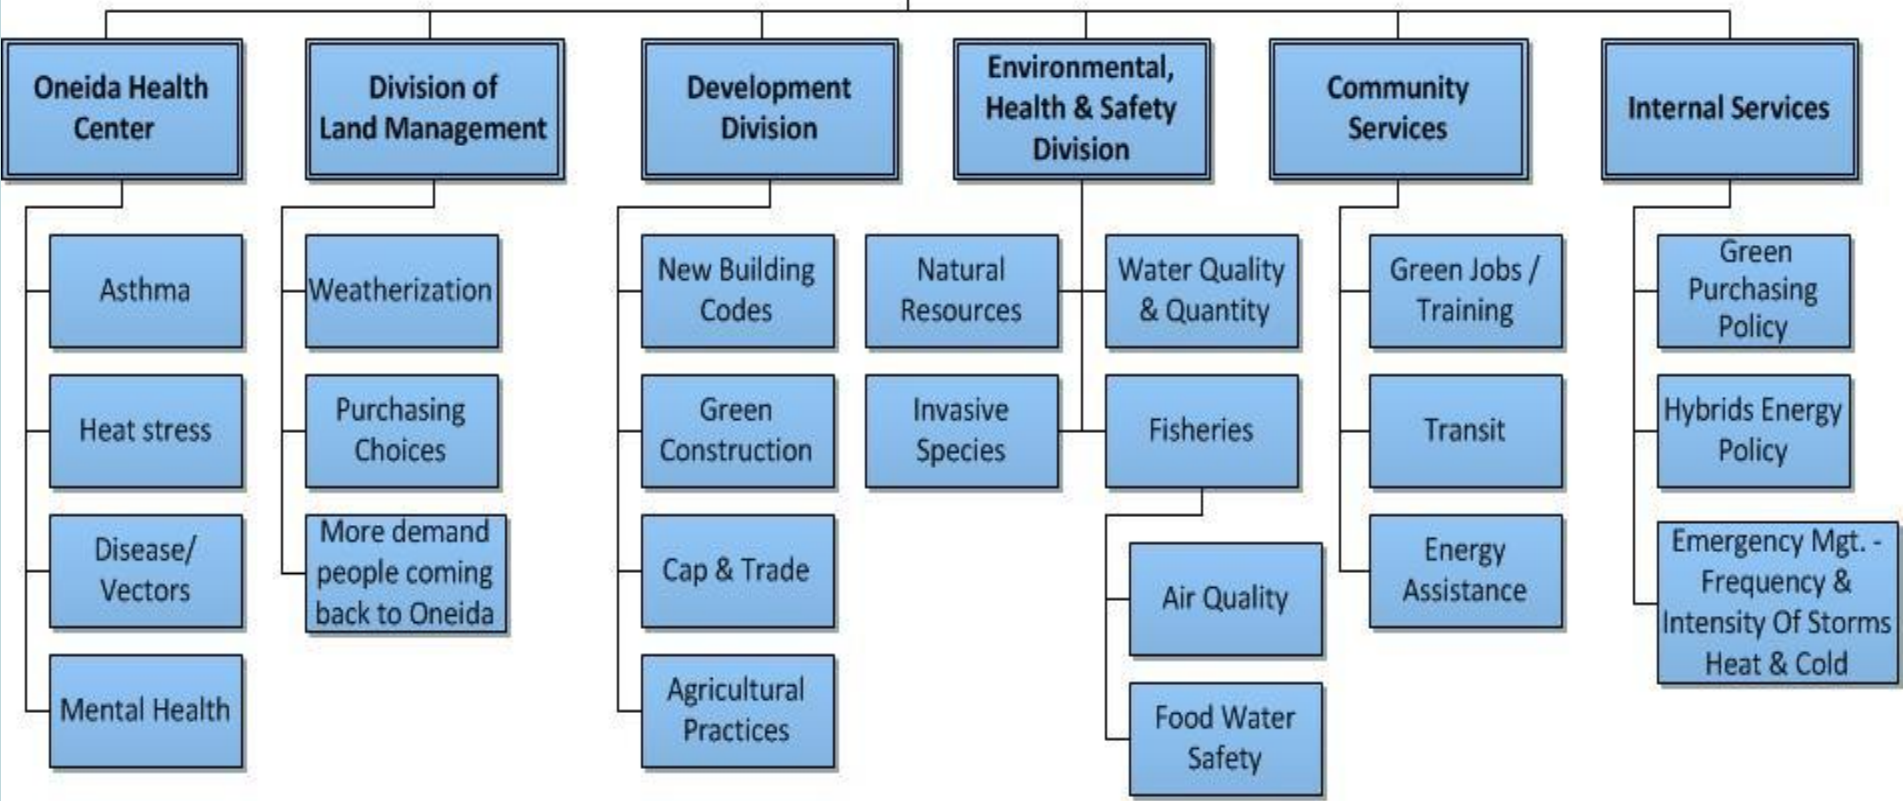 Oneida Health
Center
Division of
Land Management
Development
Division
Environmental,
Health & Safety
Division
Community
Services
Internal Services
Asthma
Heat stress
Disease/
Vectors
Mental Health
Weatherization
Purchasing
Choices
More demand
people coming
back to Oneida
New Building
Codes
Green
Construction
Cap & Trade
Agricultural
Practices
Natural
Resources
Invasive
Species
Water Quality
& Quantity
Fisheries
Air Quality
Food Water
Safety
Green Jobs /
Training
Transit
Energy
Assistance
Green
Purchasing
Policy
Hybrids Energy
Policy
Emergency Mgt. -
Frequency &
Intensity Of Storms
Heat & Cold